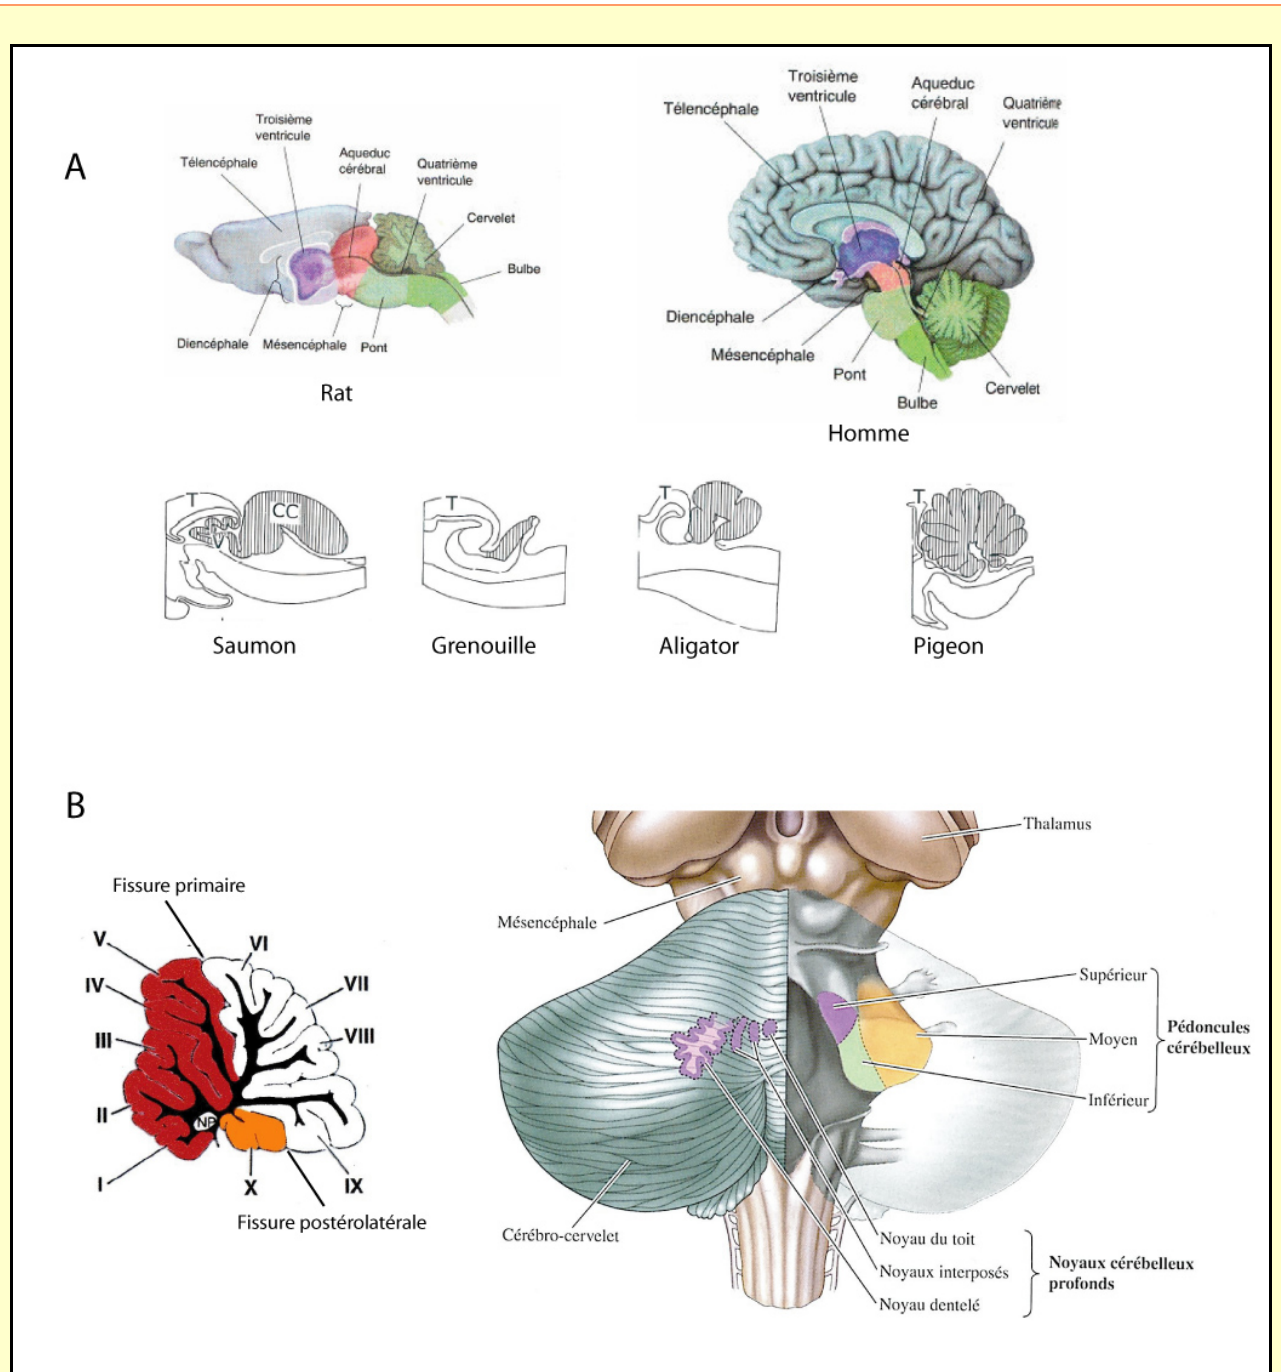 A
Troisième
ventricule
Télencéphale
Aqueduc
cérébral
Quatrième
ventricule
Cervelet
Bulbe
Diencéphale
Mésencéphale
Pont
Rat
Troisième
ventricule
Télencéphale
Aqueduc
cérébral
Quatrième
ventricule
Diencéphale
Mésencéphale
Pont
Bulbe
Cervelet
Homme
T
CC
V
Saumon
T
Grenouille
T
Aligator
T
Pigeon
B
Fissure primaire
V
VI
IV
VII
III
VIII
II
NP
I
X
IX
Fissure postérolatérale
Thalamus
Mésencéphale
Supérieur
Moyen
Inférieur
Pédoncules
cérébelleux
Cérébro-cervelet
Noyau du toit
Noyaux interposés
Noyau dentelé
Noyaux cérébelleux
profonds